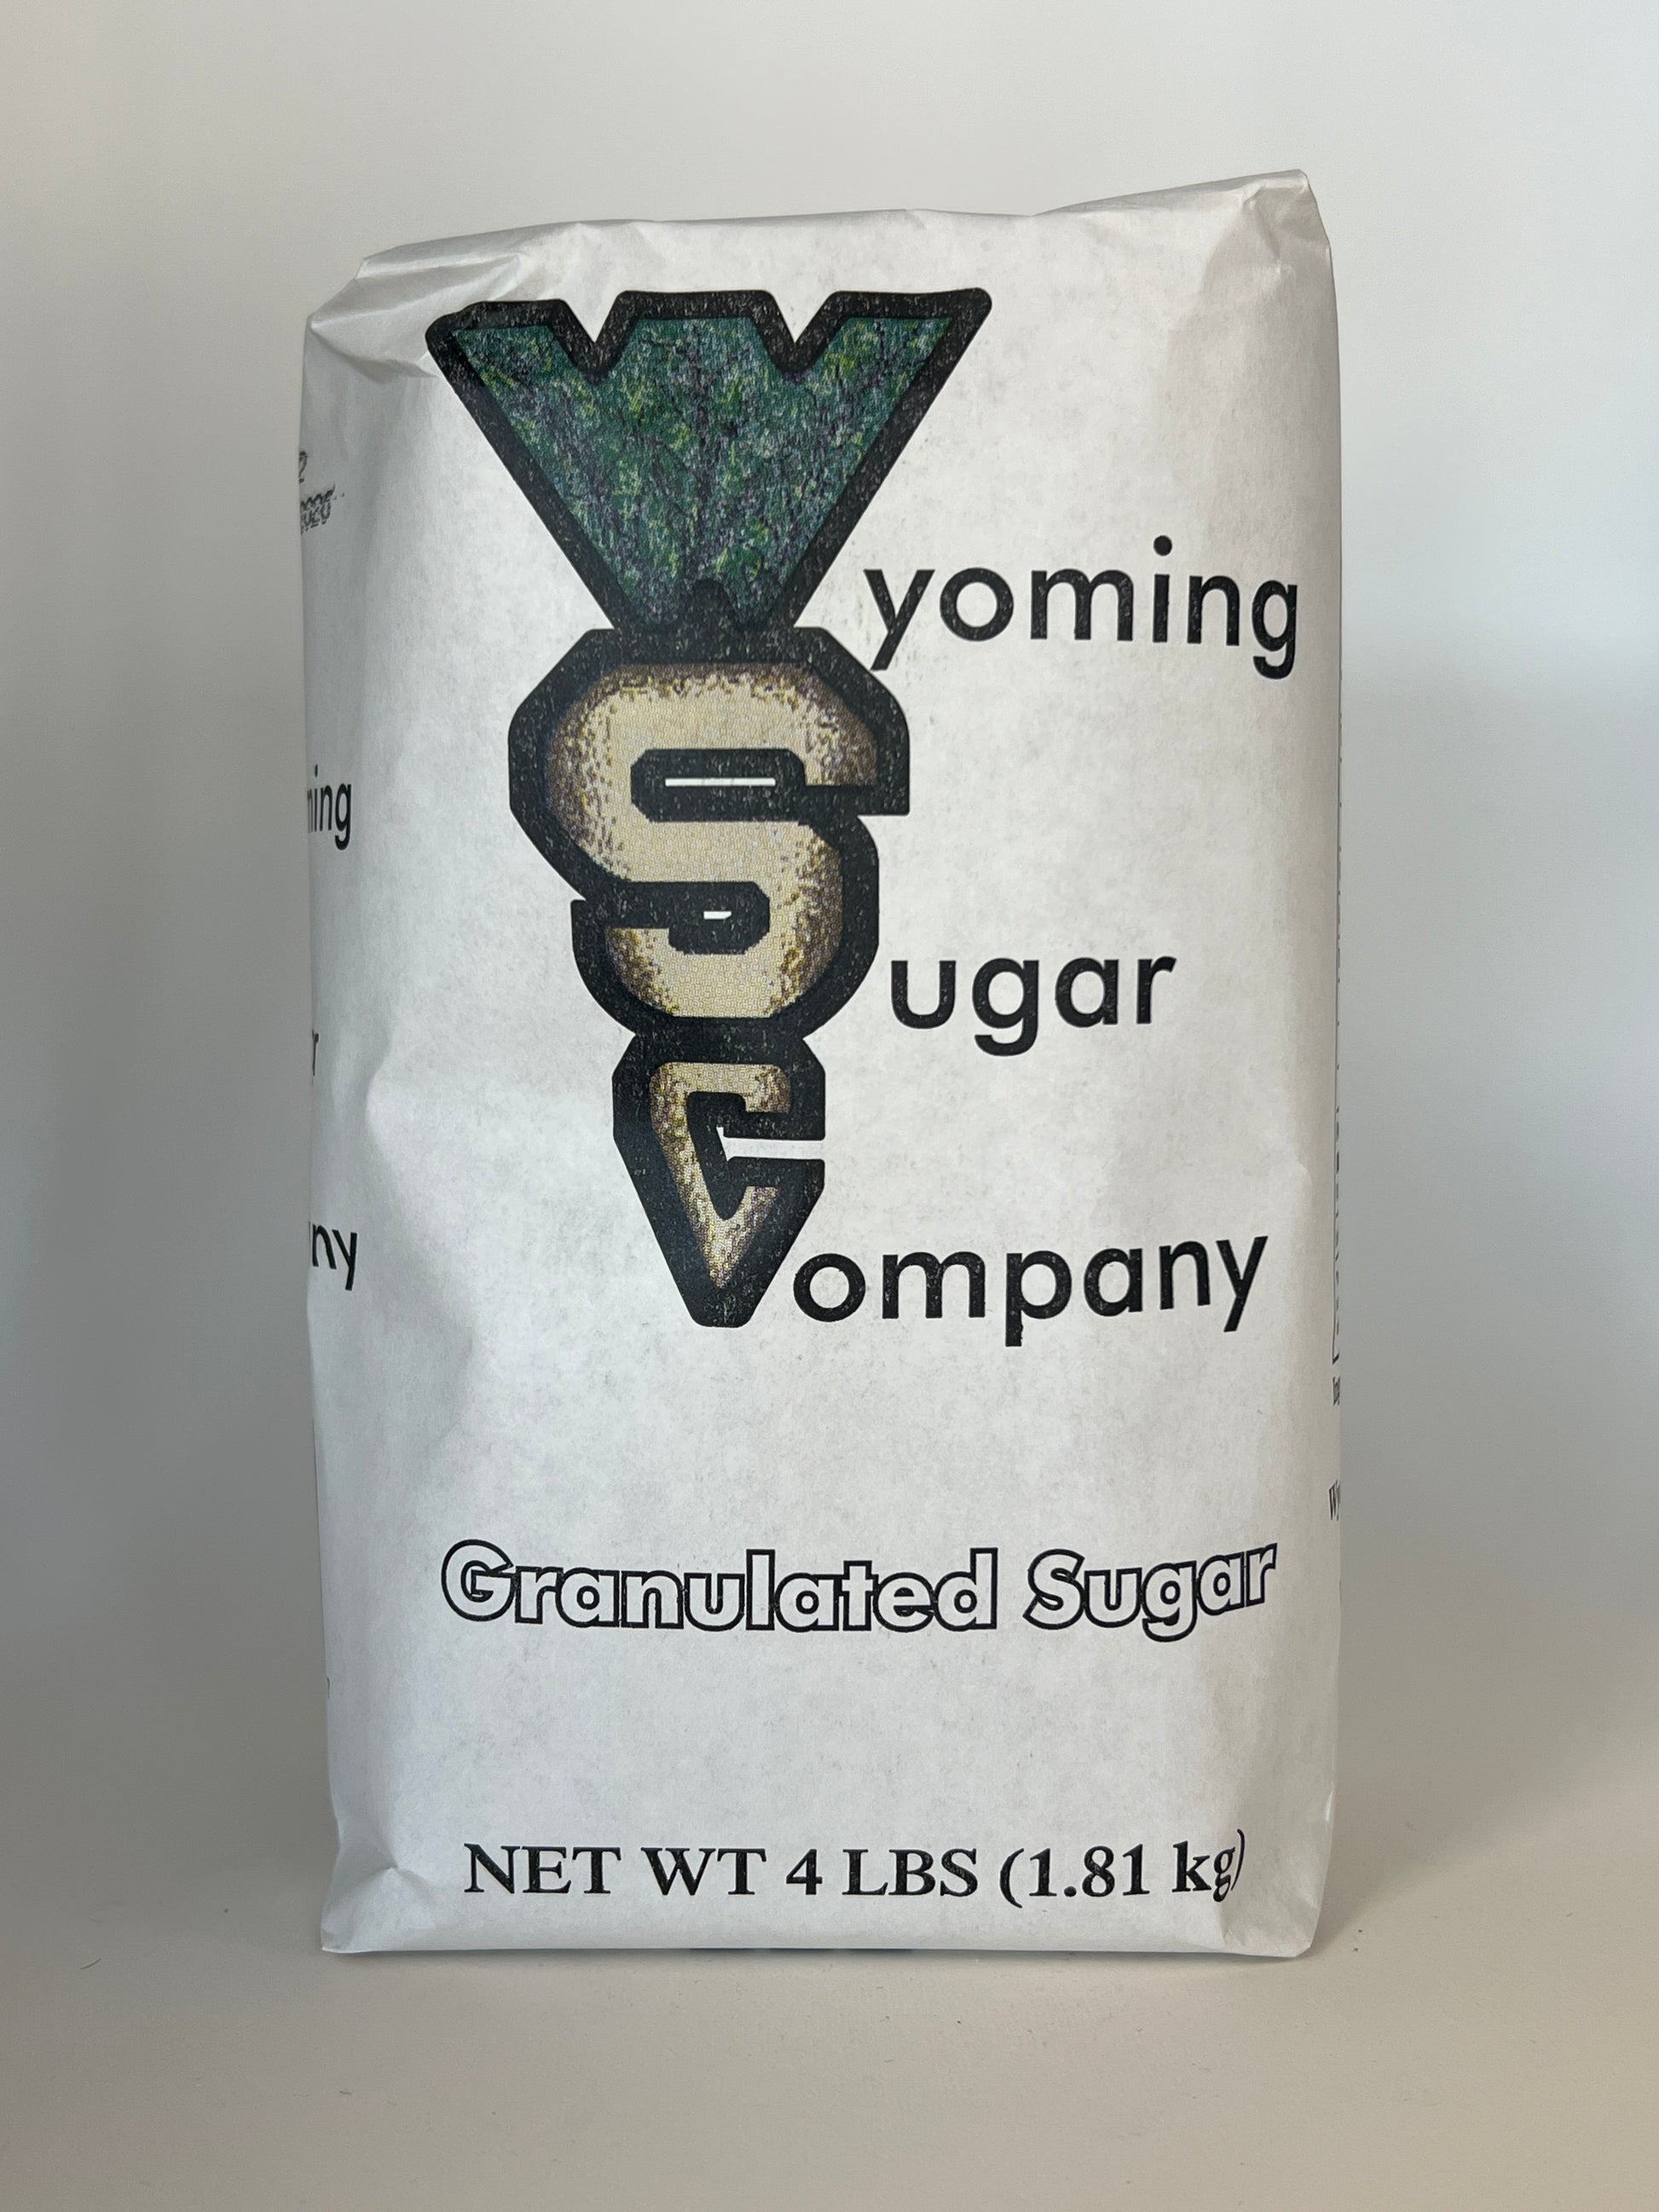 Wyoming
Sugar
Company
Granulated Sugar
NET WT 4 LBS (1.81 kg)